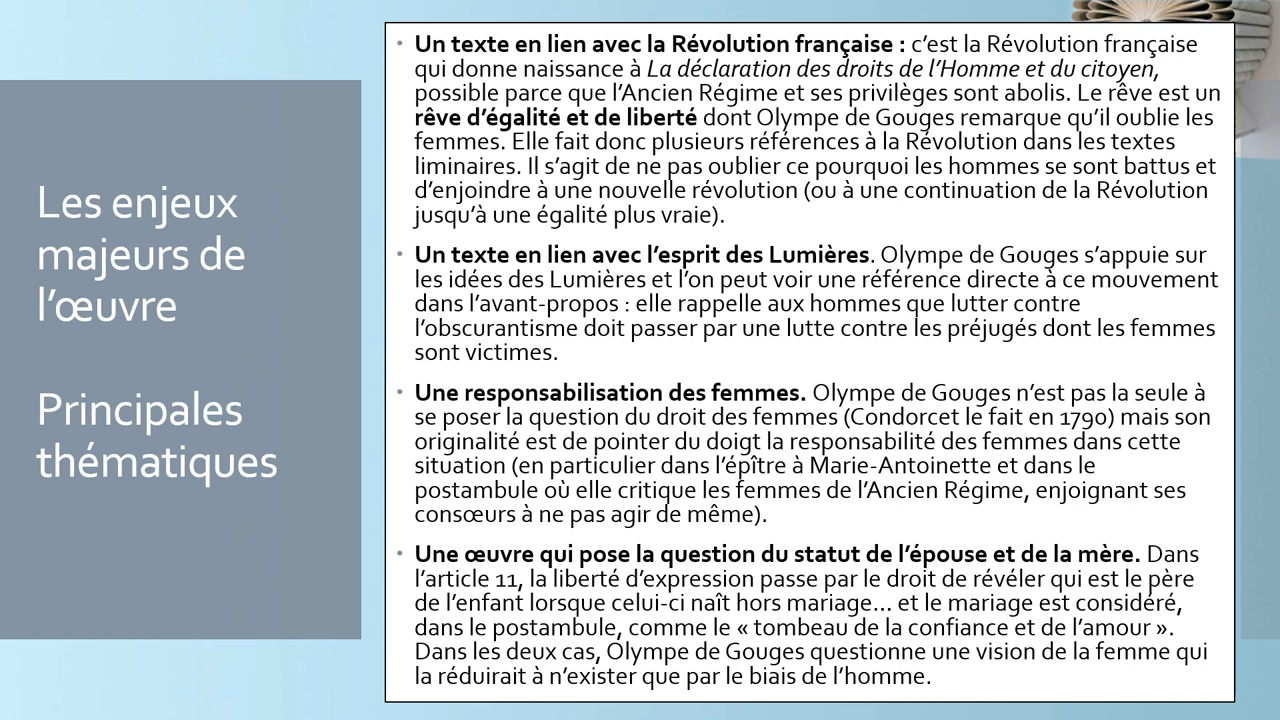 Les enjeux
majeurs de
l’œuvre
Principales
thématiques
• Un texte en lien avec la Révolution française : c’est la Révolution française
qui donne naissance à La déclaration des droits de l’Homme et du citoyen,
possible parce que l’Ancien Régime et ses privilèges sont abolis. Le rêve est un
rêve d’égalité et de liberté dont Olympe de Gouges remarque qu’il oublie les
femmes. Elle fait donc plusieurs références à la Révolution dans les textes
liminaires. Il s’agit de ne pas oublier ce pourquoi les hommes se sont battus et
d’enjoindre à une nouvelle révolution (ou à une continuation de la Révolution
jusqu’à une égalité plus vraie).
• Un texte en lien avec l’esprit des Lumières. Olympe de Gouges s’appuie sur
les idées des Lumières et l’on peut voir une référence directe à ce mouvement
dans l’avant-propos : elle rappelle aux hommes que lutter contre
l’obscurantisme doit passer par une lutte contre les préjugés dont les femmes
sont victimes.
• Une responsabilisation des femmes. Olympe de Gouges n’est pas la seule à
se poser la question du droit des femmes (Condorcet le fait en 1790) mais son
originalité est de pointer du doigt la responsabilité des femmes dans cette
situation (en particulier dans l’épître à Marie-Antoinette et dans le
postambule où elle critique les femmes de l’Ancien Régime, enjoignant ses
consœurs à ne pas agir de même).
• Une œuvre qui pose la question du statut de l’épouse et de la mère. Dans
l’article 11, la liberté d’expression passe par le droit de révéler qui est le père
de l’enfant lorsque celui-ci naît hors mariage… et le mariage est considéré,
dans le postambule, comme le « tombeau de la confiance et de l’amour ».
Dans les deux cas, Olympe de Gouges questionne une vision de la femme qui
la réduirait à n’exister que par le biais de l’homme.